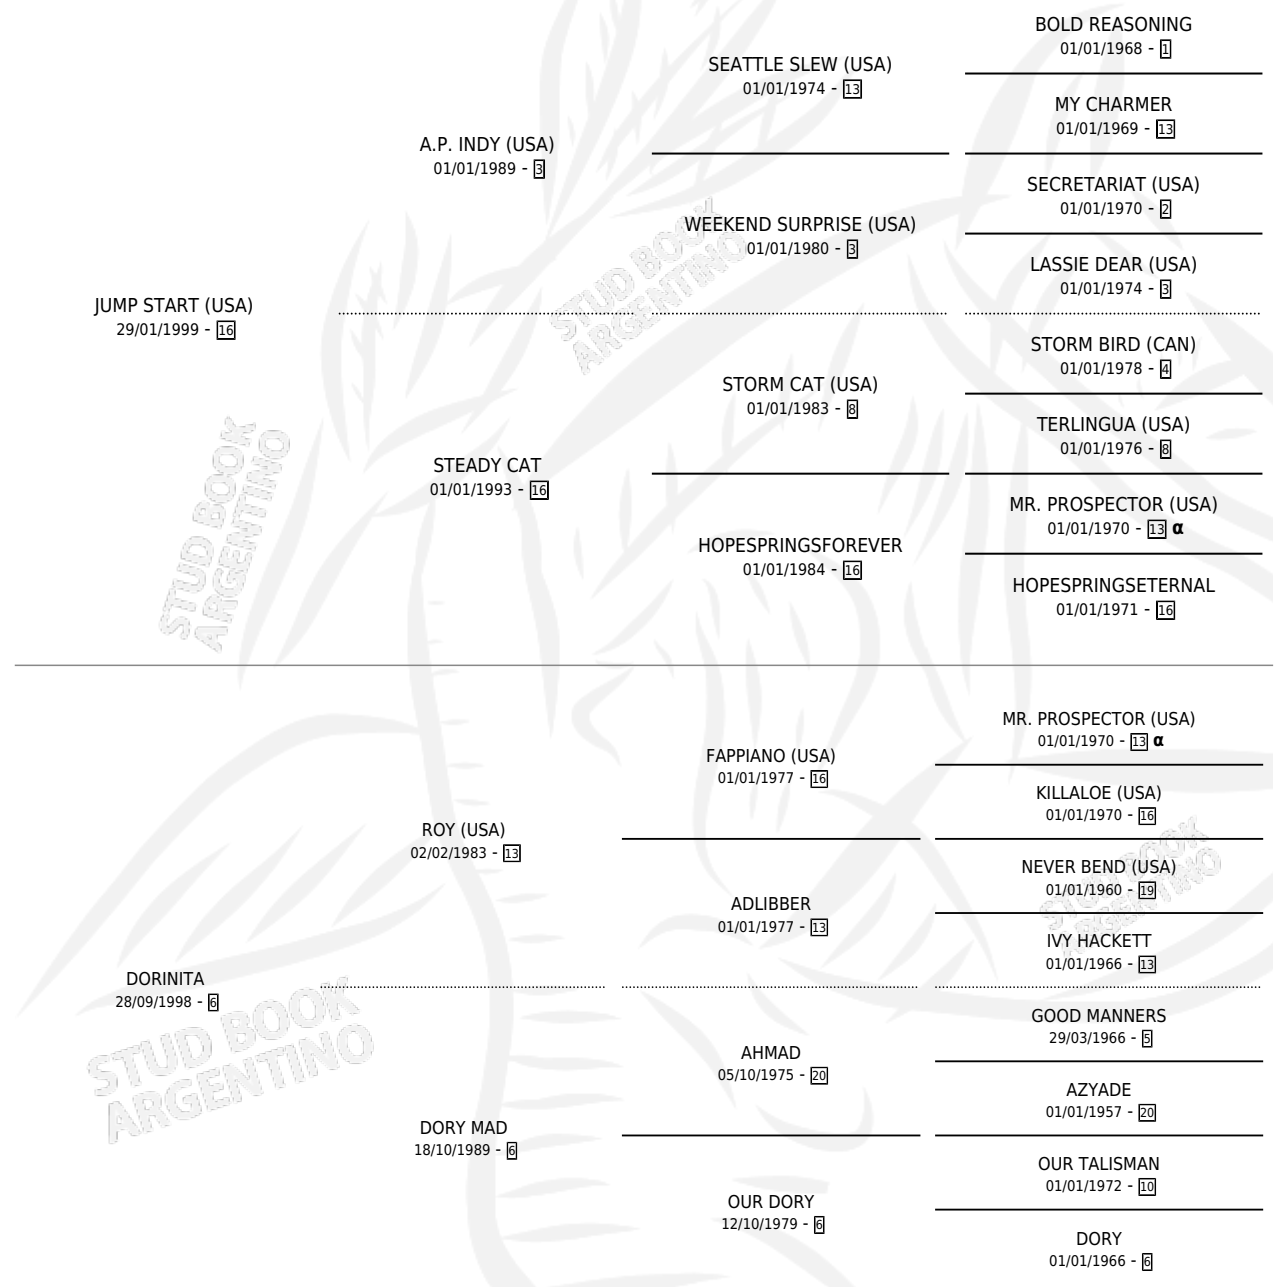 BOLD REASONING
01/01/1968 - 1
SEATTLE SLEW (USA)
01/01/1974 - 13
MY CHARMER
01/01/1969 - 13
A.P. INDY (USA)
01/01/1989 - 3
SECRETARIAT (USA)
01/01/1970 - 2
WEEKEND SURPRISE (USA)
01/01/1980 - 3
LASSIE DEAR (USA)
01/01/1974 - 3
JUMP START (USA)
29/01/1999 - 16
STORM BIRD (CAN)
01/01/1978 - 4
STORM CAT (USA)
01/01/1983 - 8
TERLINGUA (USA)
01/01/1976 - 8
STEADY CAT
01/01/1993 - 16
MR. PROSPECTOR (USA)
01/01/1970 - 13 α
HOPESPRINGSFOREVER
01/01/1984 - 16
HOPESPRINGSETERNAL
01/01/1971 - 16
MR. PROSPECTOR (USA)
01/01/1970 - 13 α
FAPPIANO (USA)
01/01/1977 - 16
KILLALOE (USA)
01/01/1970 - 16
ROY (USA)
02/02/1983 - 13
NEVER BEND (USA)
01/01/1960 - 19
ADLIBBER
01/01/1977 - 13
IVY HACKETT
01/01/1966 - 13
DORINITA
28/09/1998 - 6
GOOD MANNERS
29/03/1966 - 5
AHMAD
05/10/1975 - 20
AZYADE
01/01/1957 - 20
DORY MAD
18/10/1989 - 6
OUR TALISMAN
01/01/1972 - 10
OUR DORY
12/10/1979 - 6
DORY
01/01/1966 - 6
STUD BOOK
ARGENTINO
STUD BOOK
ARGENTINO
STUD BOOK
ARGENTINO
STUD BOOK
ARGENTINO